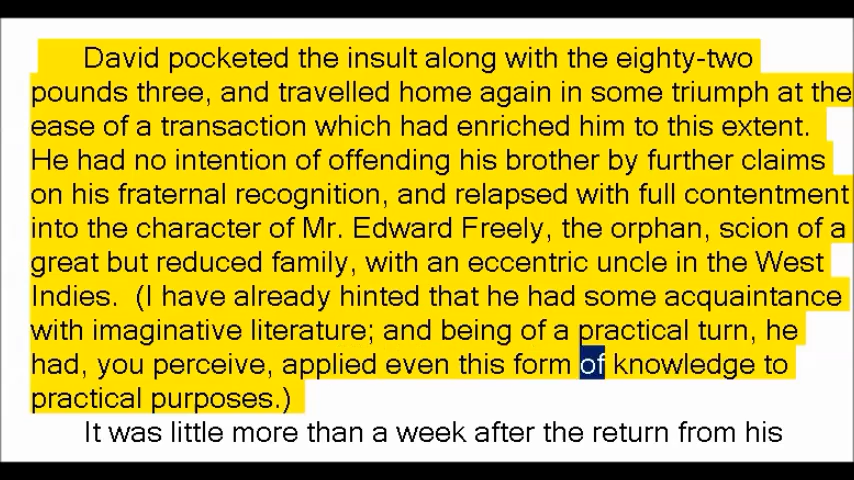 David pocketed the insult along with the eighty-two
pounds three, and travelled home again in some triumph at the
ease of a transaction which had enriched him to this extent.
He had no intention of offending his brother by further claims
on his fraternal recognition, and relapsed with full contentment
into the character of Mr. Edward Freely, the orphan, scion of a
great but reduced family, with an eccentric uncle in the West
Indies.  (I have already hinted that he had some acquaintance
with imaginative literature; and being of a practical turn, he
had, you perceive, applied even this form of knowledge to
practical purposes.)
It was little more than a week after the return from his